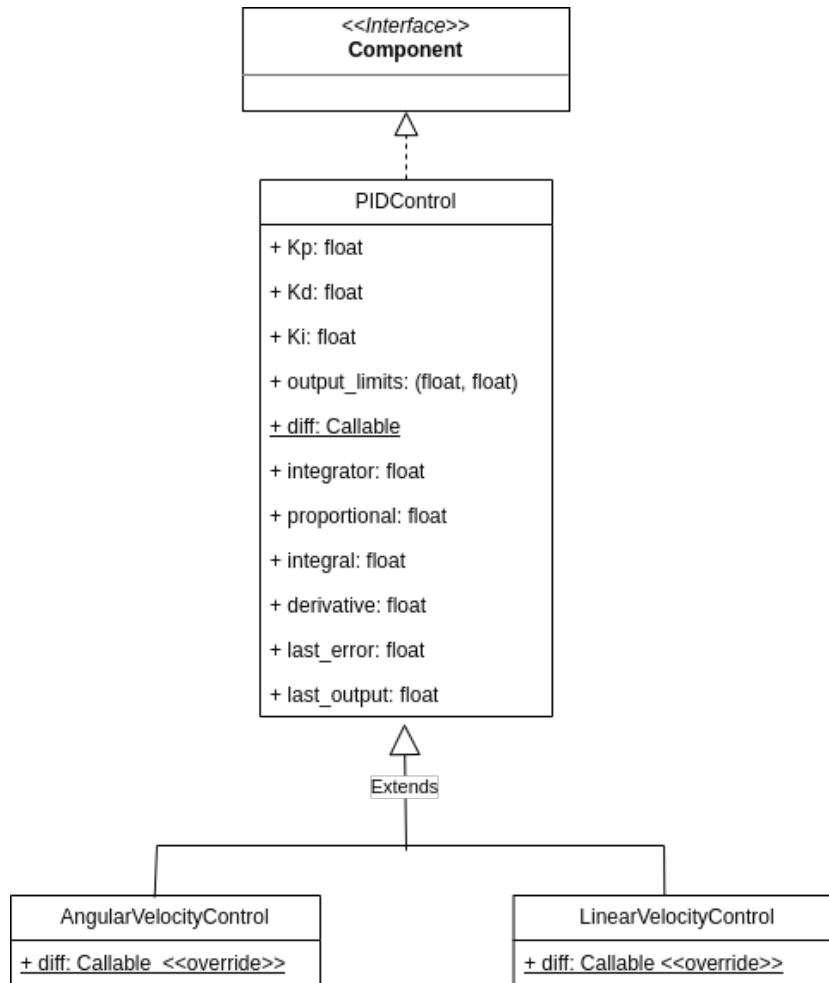 <<Interface>>
Component
PIDControl
+ Kp: float
+ Kd: float
+ Ki: float
+ output_limits: (float, float)
+ diff: Callable
+ integrator: float
+ proportional: float
+ integral: float
+ derivative: float
+ last_error: float
+ last_output: float
Extends
AngularVelocityControl
+ diff: Callable <<override>>
LinearVelocityControl
+ diff: Callable <<override>>